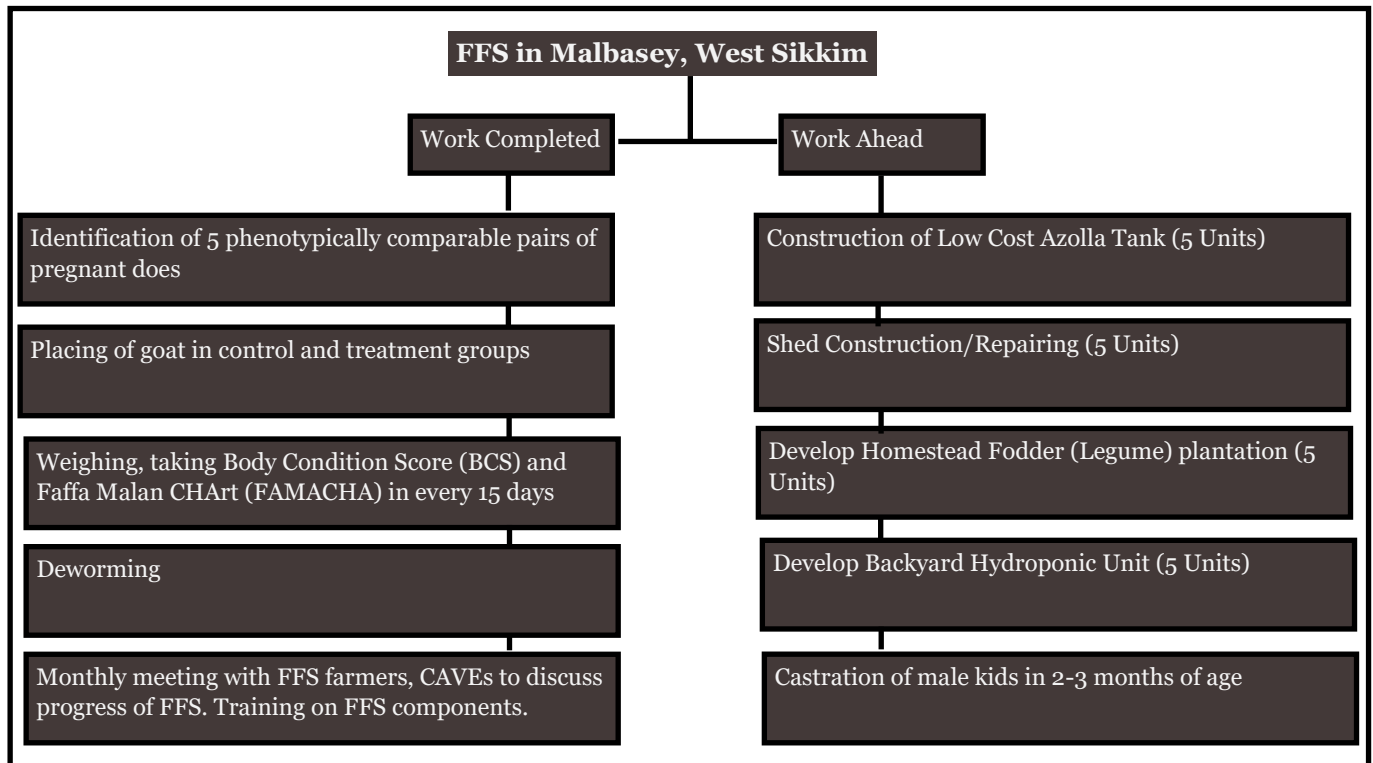 FFS in Malbasey, West Sikkim
Work Completed
Work Ahead
Identification of 5 phenotypically comparable pairs of
pregnant does
Placing of goat in control and treatment groups
Weighing, taking Body Condition Score (BCS) and
Faffa Malan CHArt (FAMACHA) in every 15 days
Deworming
Monthly meeting with FFS farmers, CAVEs to discuss
progress of FFS. Training on FFS components.
Construction of Low Cost Azolla Tank (5 Units)
Shed Construction/Repairing (5 Units)
Develop Homestead Fodder (Legume) plantation (5
Units)
Develop Backyard Hydroponic Unit (5 Units)
Castration of male kids in 2-3 months of age